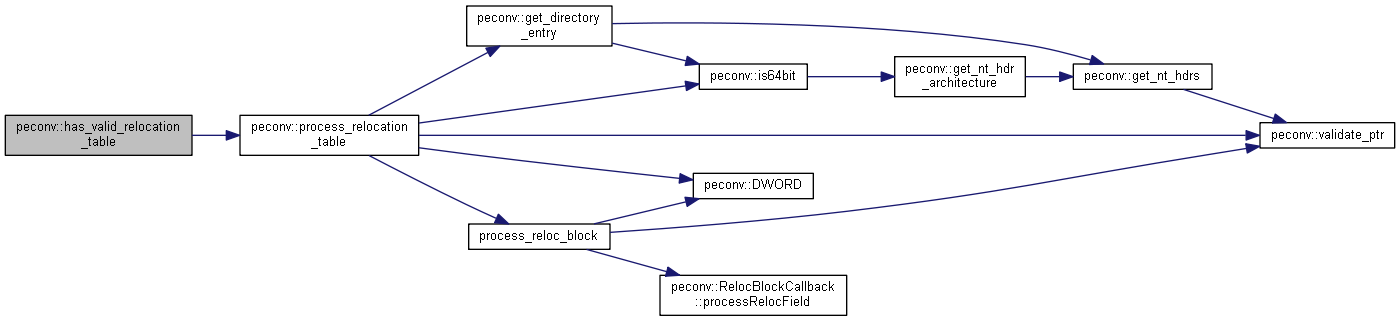 peconv::has_valid_relocation
_table
peconv::process_relocation
_table
peconv::get_directory
_entry
peconv::is64bit
peconv::get_nt_hdr
_architecture
peconv::get_nt_hdrs
peconv::validate_ptr
peconv::DWORD
process_reloc_block
peconv::RelocBlockCallback
::processRelocField